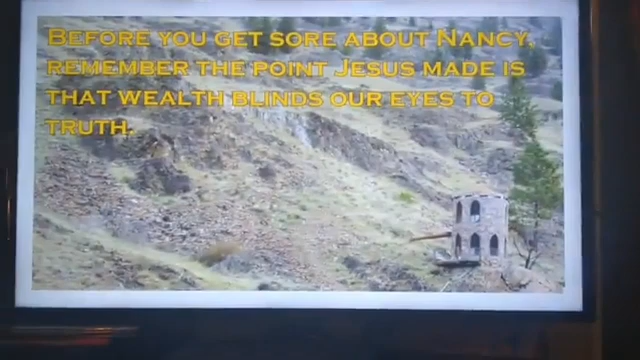 BEFORE YOU GET SORE ABOUT NANCY,
REMEMBER THE POINT JESUS MADE IS
THAT WEALTH BLINDS OUR EYES TO
TRUTH.